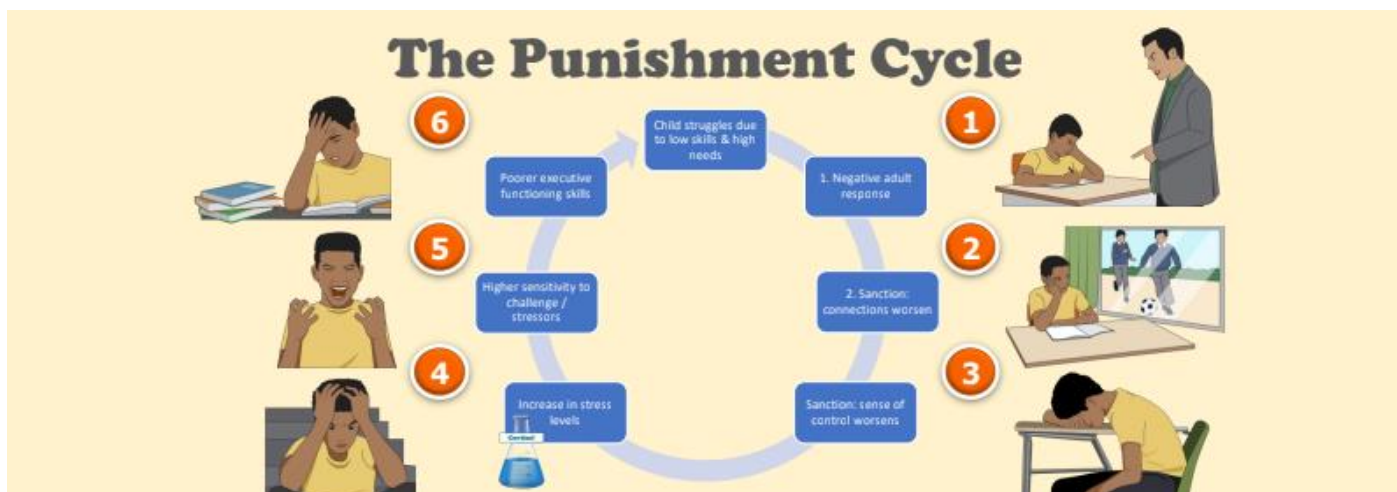 The Punishment Cycle
Child struggles due
to low skills & high
needs
1
1. Negative adult
response
2
2. Sanction:
connections worsen
3
Sanction: sense of
control worsens
4
Increase in stress
levels
Cortisol
5
Higher sensitivity to
challenge /
stressors
6
Poorer executive
functioning skills